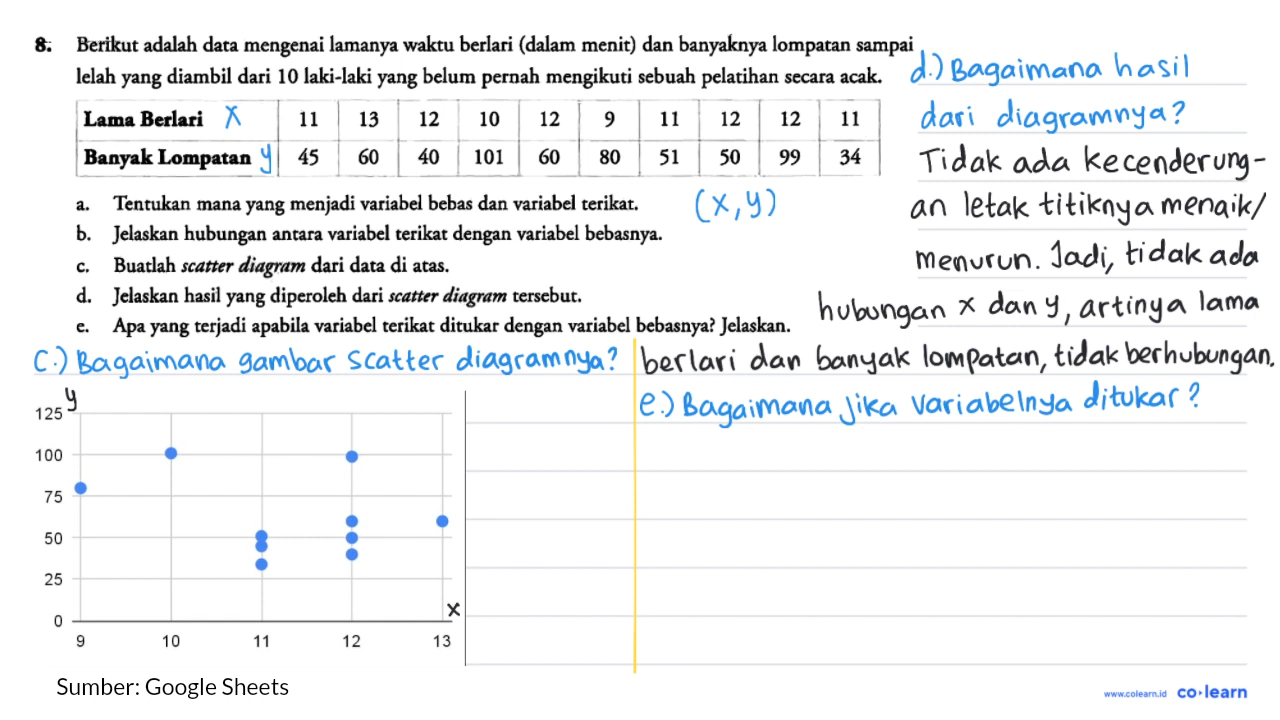 8. Berikut adalah data mengenai lamanya waktu berlari (dalam menit) dan banyaknya lompatan sampai
lelah yang diambil dari 10 laki-laki yang belum pernah mengikuti sebuah pelatihan secara acak.
Lama Berlari x 11 13 12 10 12 9 11 12 12 11
Banyak Lompatan y 45 60 40 101 60 80 51 50 99 34
a. Tentukan mana yang menjadi variabel bebas dan variabel terikat.
(x,y)
b. Jelaskan hubungan antara variabel terikat dengan variabel bebasnya.
c. Buatlah scatter diagram dari data di atas.
d. Jelaskan hasil yang diperoleh dari scatter diagram tersebut.
e. Apa yang terjadi apabila variabel terikat ditukar dengan variabel bebasnya? Jelaskan.
c.) Bagaimana gambar scatter diagramnya?
y
125
100
75
50
25
0
x
9 10 11 12 13
Sumber: Google Sheets
d.) Bagaimana hasil
dari diagramnya?
Tidak ada kecenderung-
an letak titiknya menaik/
menurun. Jadi, tidak ada
hubungan x dan y, artinya lama
berlari dan banyak lompatan, tidak berhubungan.
e.) Bagaimana jika variabelnya ditukar?
www.colearn.id co·learn